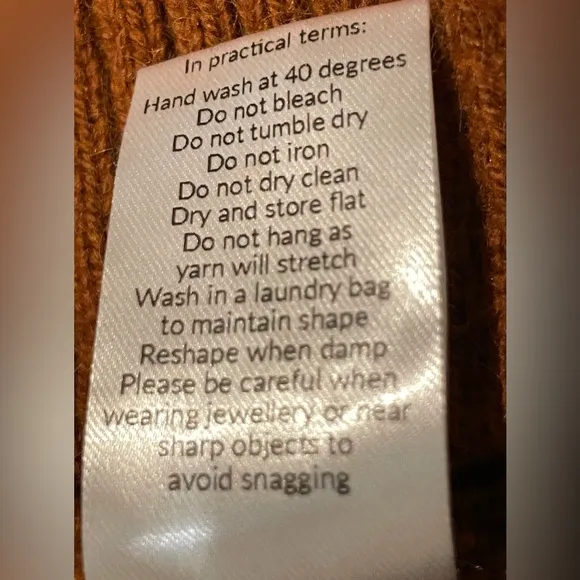 In practical terms:
Hand wash at 40 degrees
Do not bleach
Do not tumble dry
Do not iron
Do not dry clean
Dry and store flat
Do not hang as
yarn will stretch
Wash in a laundry bag
to maintain shape
Reshape when damp
Please be careful when
wearing jewellery or near
sharp objects to
avoid snagging